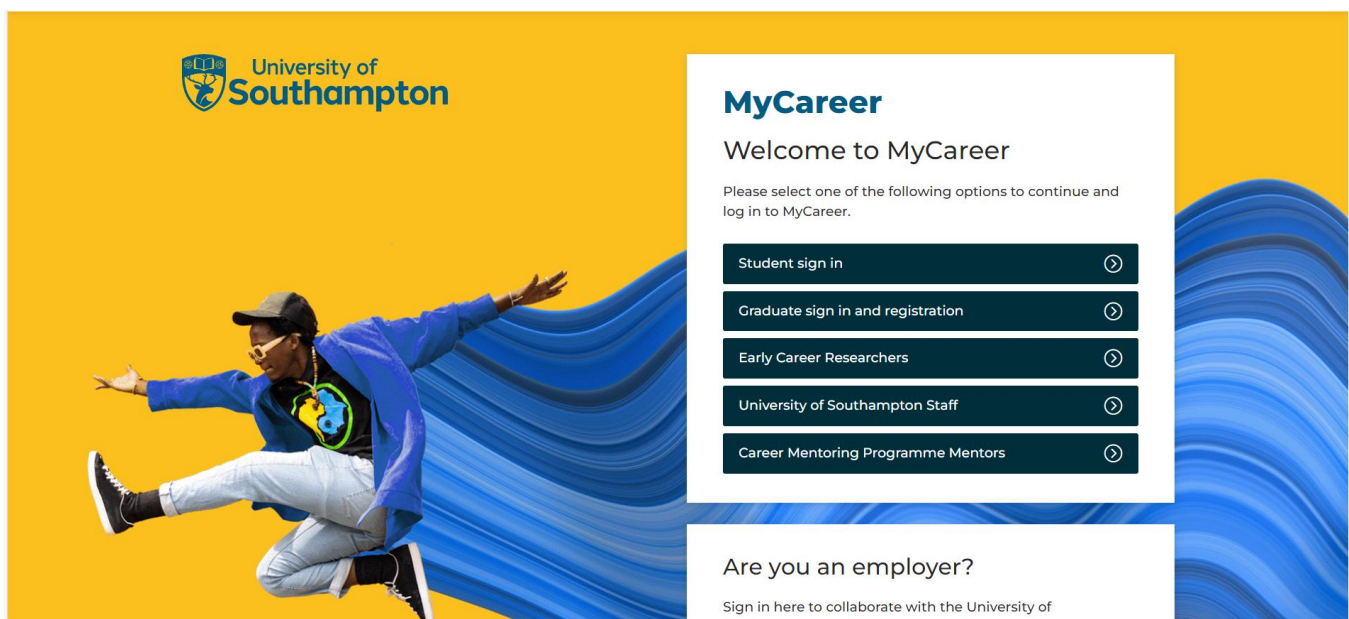 University of
Southampton
MyCareer
Welcome to MyCareer
Please select one of the following options to continue and
log in to MyCareer.
Student sign in
Graduate sign in and registration
Early Career Researchers
University of Southampton Staff
Career Mentoring Programme Mentors
Are you an employer?
Sign in here to collaborate with the University of